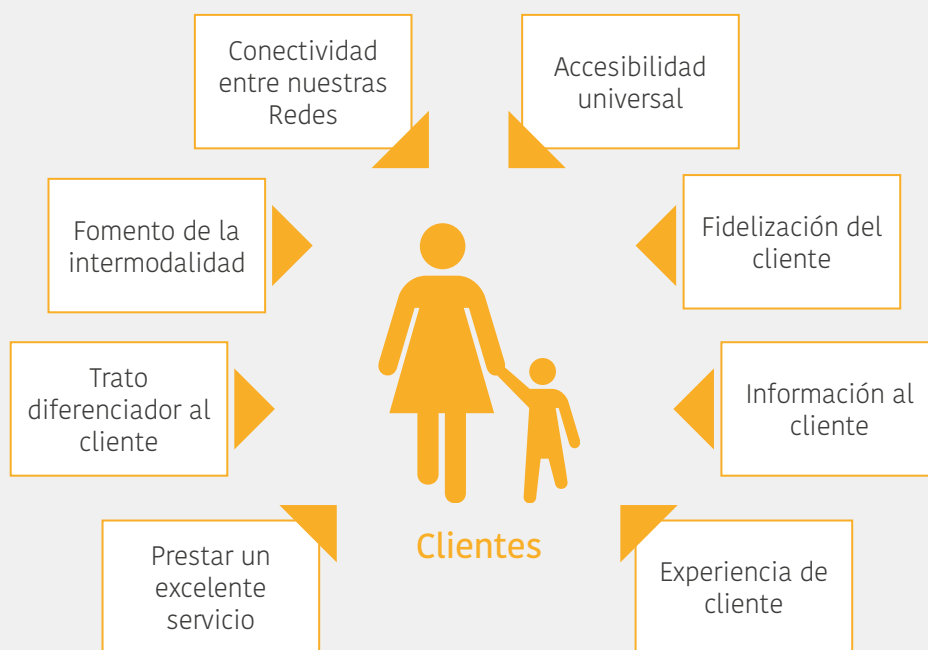 Conectividad
entre nuestras
Redes
Accesibilidad
universal
Fomento de la
intermodalidad
Fidelización del
cliente
Trato
diferenciador al
cliente
Información al
cliente
Clientes
Prestar un
excelente
servicio
Experiencia de
cliente